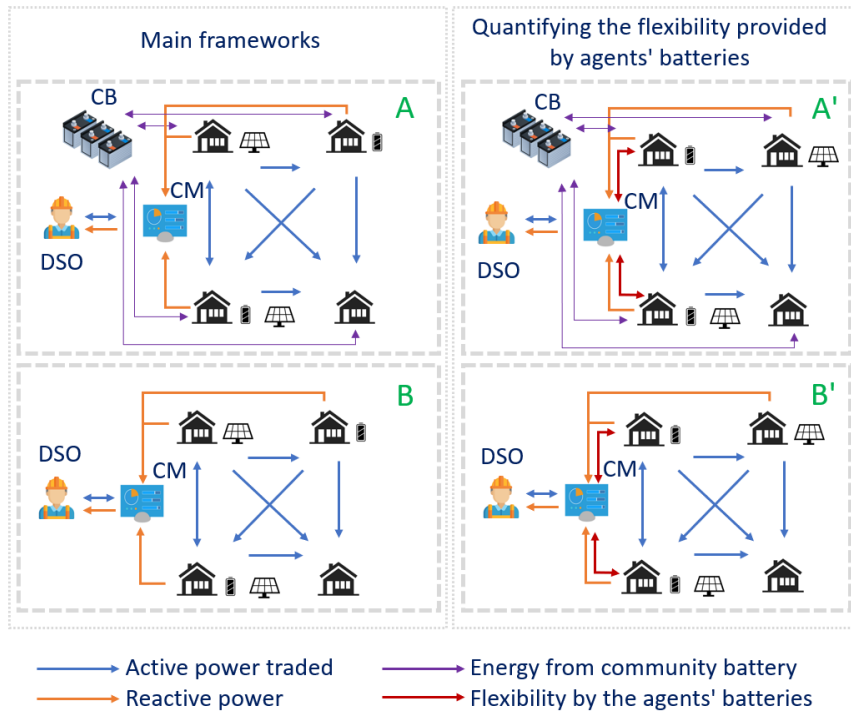 Main frameworks
Quantifying the flexibility provided
by agents' batteries
CB
A
CM
DSO
CB
A'
CM
DSO
B
DSO
CM
B'
DSO
CM
Active power traded
Energy from community battery
Reactive power
Flexibility by the agents' batteries